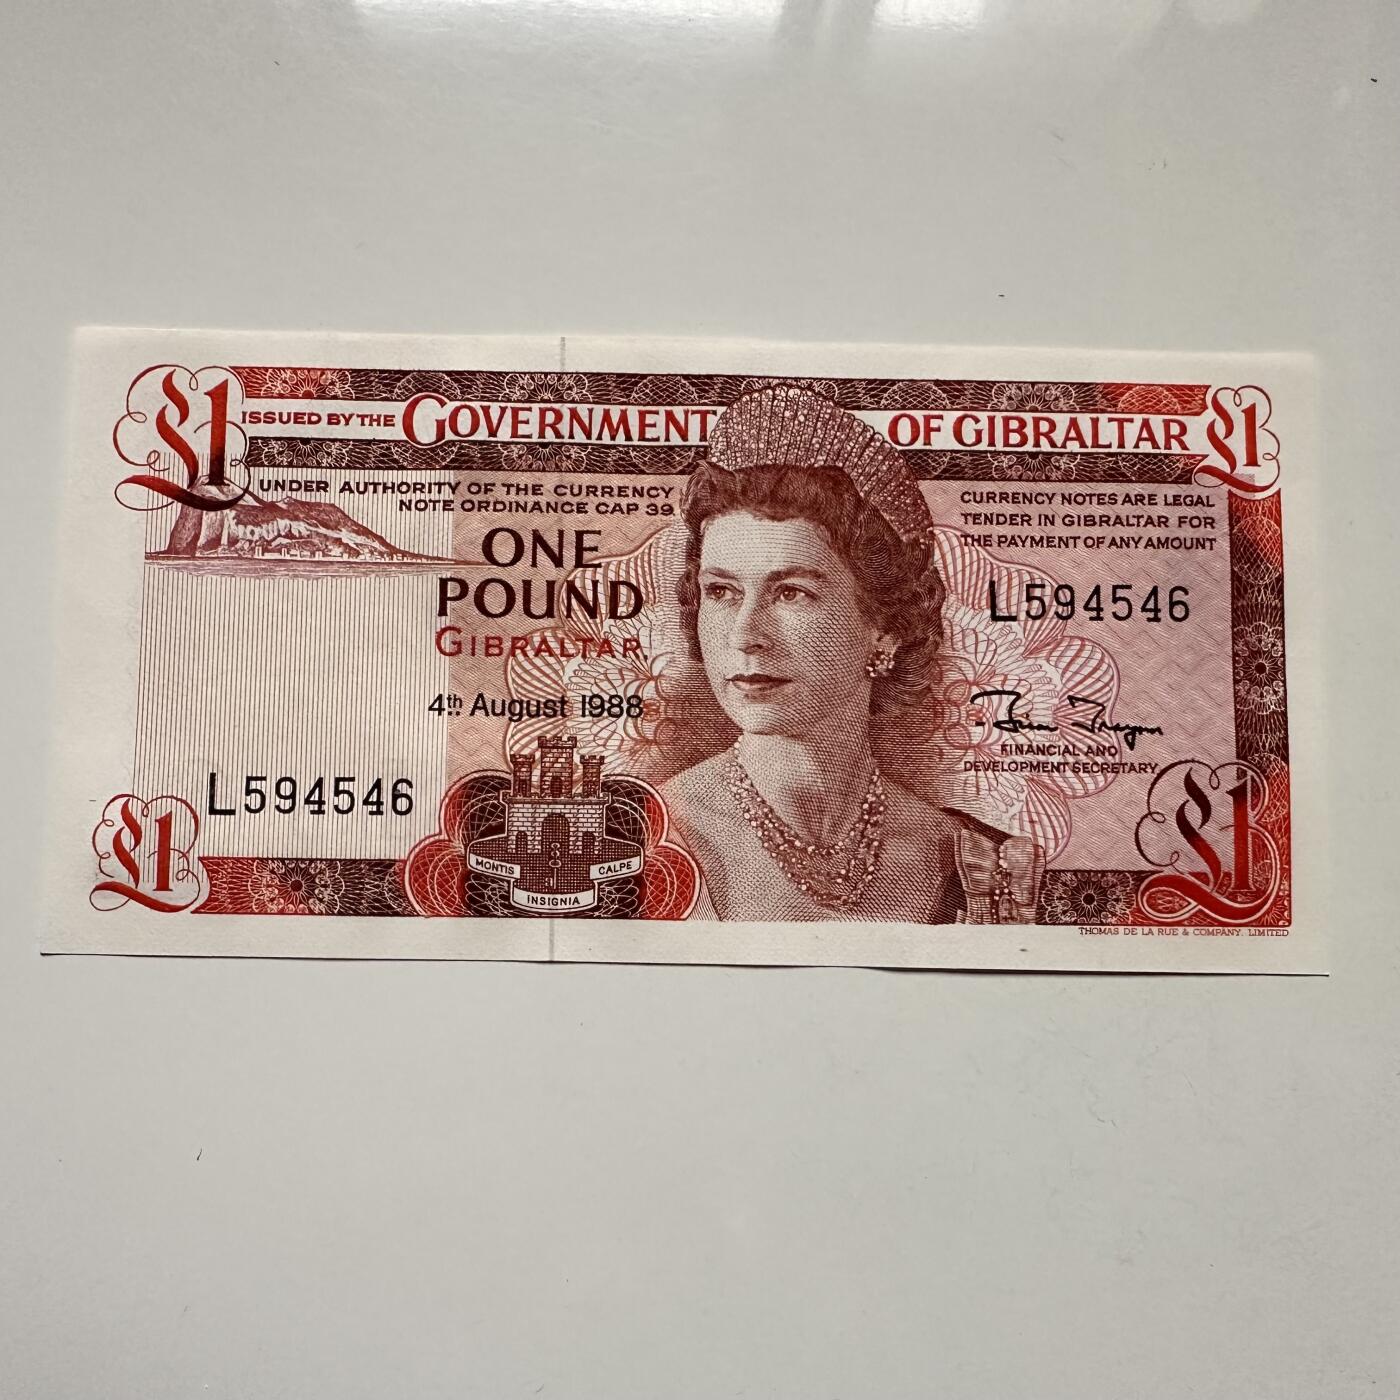 £1 ISSUED BY THE GOVERNMENT OF GIBRALTAR £1
UNDER AUTHORITY OF THE CURRENCY
NOTE ORDINANCE CAP 39
CURRENCY NOTES ARE LEGAL
TENDER IN GIBRALTAR FOR
THE PAYMENT OF ANY AMOUNT
ONE
POUND
GIBRALTAR.
4th August 1988
L594546
FINANCIAL AND
DEVELOPMENT SECRETARY
L594546
MONTIS CALPE
INSIGNIA
£1
£1
THOMAS DE LA RUE & COMPANY, LIMITED